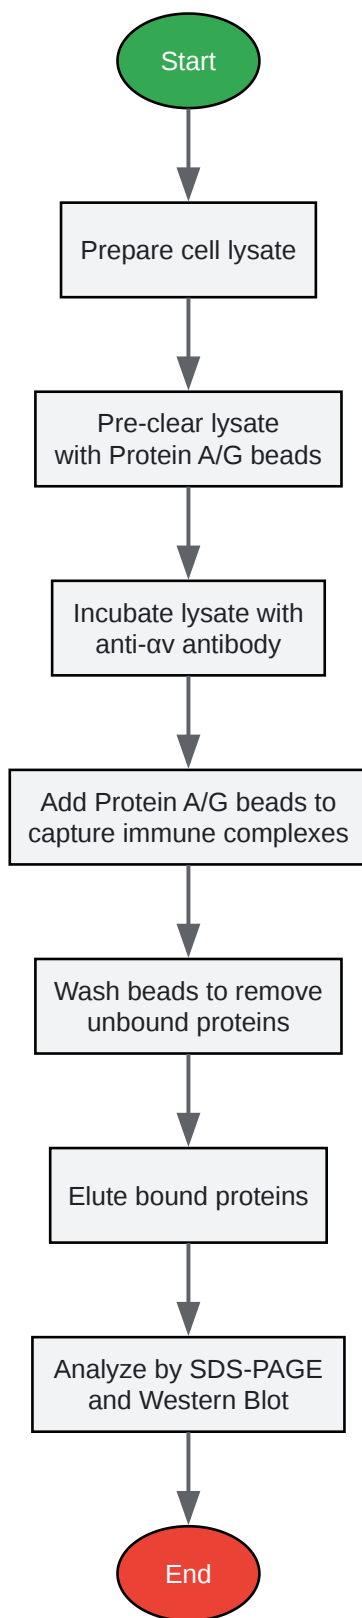 Start
Prepare cell lysate
Pre-clear lysate
with Protein A/G beads
Incubate lysate with
anti-αv antibody
Add Protein A/G beads to
capture immune complexes
Wash beads to remove
unbound proteins
Elute bound proteins
Analyze by SDS-PAGE
and Western Blot
End